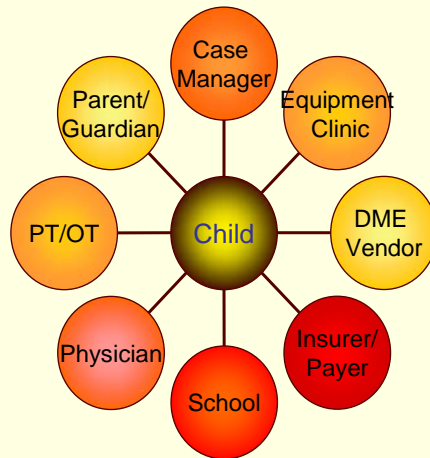 Case
Manager
Parent/
Guardian
Equipment
Clinic
PT/OT
Child
DME
Vendor
Physician
Insurer/
Payer
School